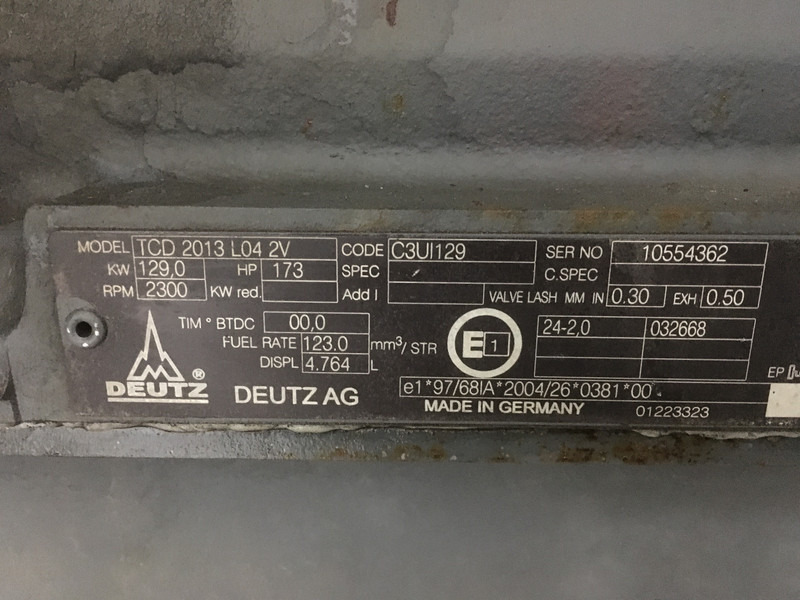 MODEL TCD 2013 L04 2V CODE C3UI129 SER NO 10554362
KW 129,0 HP 173 SPEC C.SPEC
RPM 2300 KW red. Add I VALVE LASH MM IN 0.30 EXH 0.50
TIM ° BTDC 00,0 E 1 24-2,0 032668
FUEL RATE 123.0 mm³/ STR
DISPL 4.764 L
EP
DEUTZ ® DEUTZ AG e1*97/68IA*2004/26*0381*00
MADE IN GERMANY 01223323